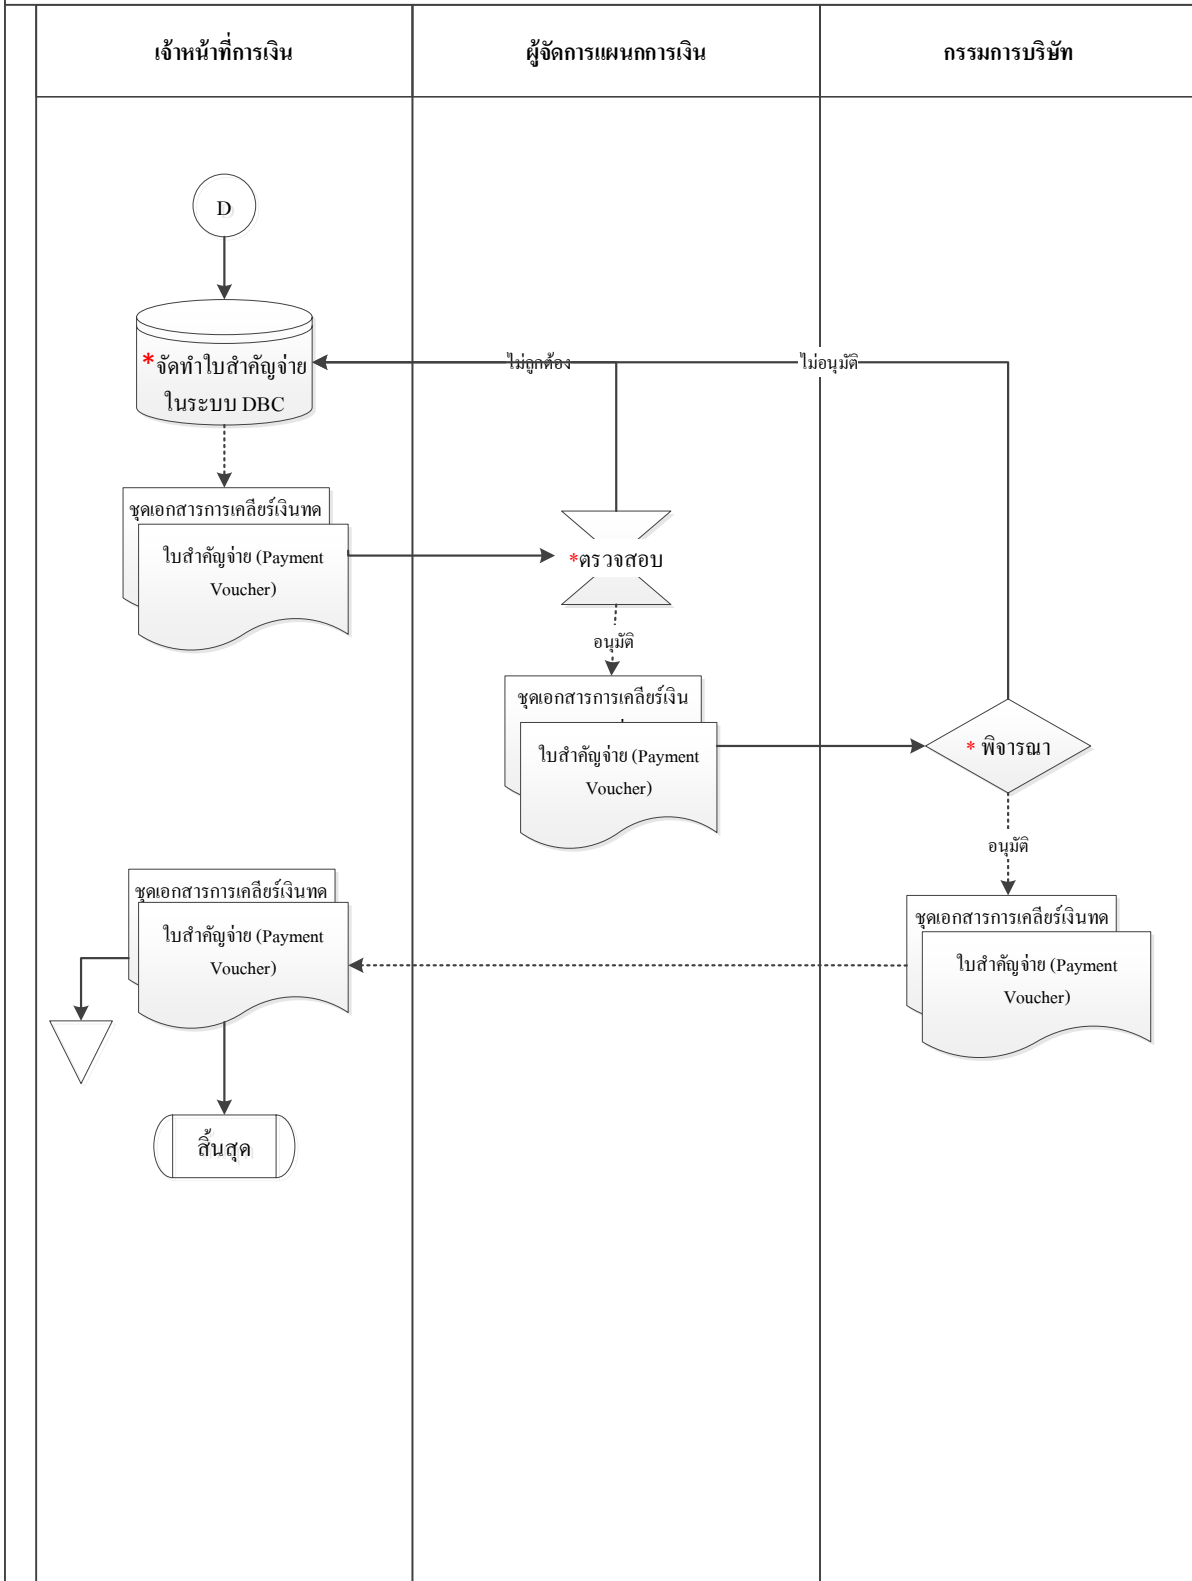 เจ้าหน้าที่การเงิน
ผู้จัดการแผนกการเงิน
กรรมการบริษัท
D
*จัดทำใบสำคัญจ่าย
ในระบบ DBC
ไม่ถูกต้อง
ไม่อนุมัติ
ชุดเอกสารการเคลียร์เงินทด
ใบสำคัญจ่าย (Payment
Voucher)
*ตรวจสอบ
อนุมัติ
ชุดเอกสารการเคลียร์เงิน
ใบสำคัญจ่าย (Payment
Voucher)
* พิจารณา
อนุมัติ
ชุดเอกสารการเคลียร์เงินทด
ใบสำคัญจ่าย (Payment
Voucher)
ชุดเอกสารการเคลียร์เงินทด
ใบสำคัญจ่าย (Payment
Voucher)
สิ้นสุด